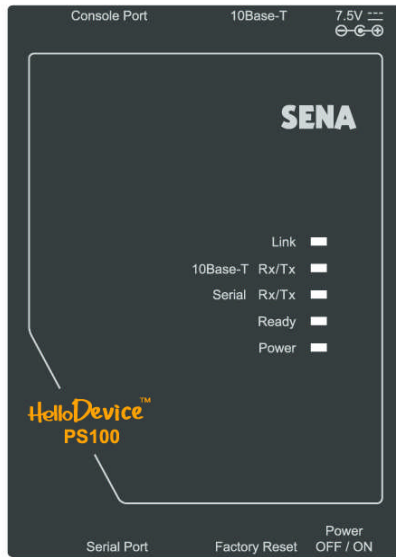 Console Port 10Base-T 7.5V
SENA
Link
10Base-T Rx/Tx
Serial Rx/Tx
Ready
Power
HelloDevice™
PS100
Power
Serial Port Factory Reset OFF / ON